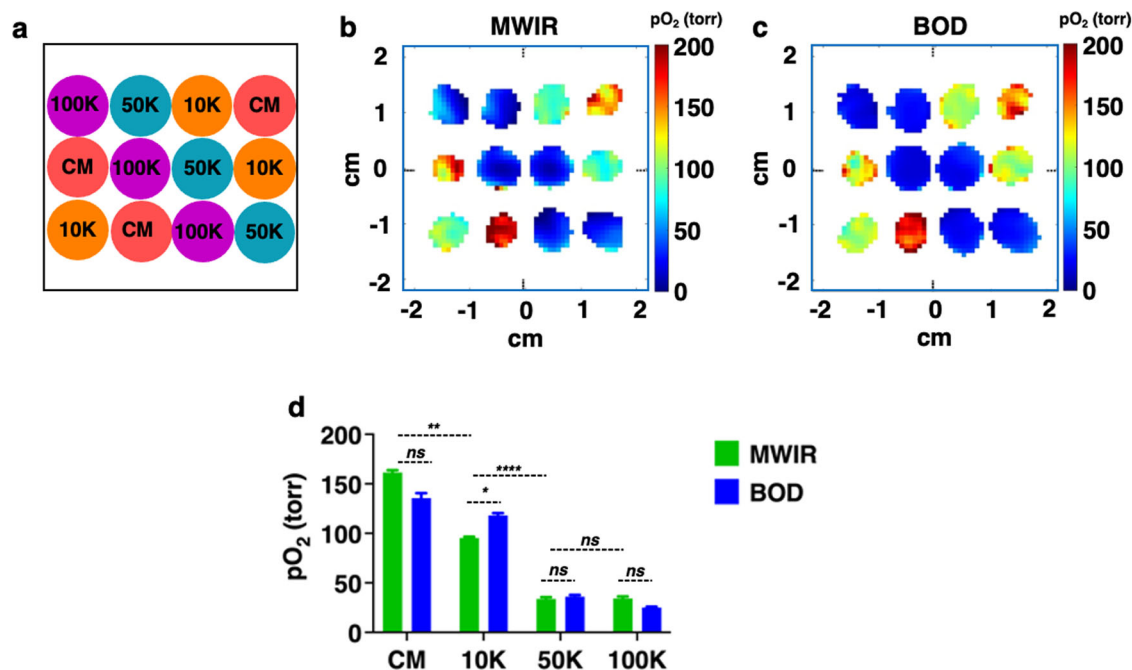 a
100K 50K 10K CM
CM 100K 50K 10K
10K CM 100K 50K
b
MWIR
pO2 (torr)
200
150
100
50
0
2
1
0
-1
-2
cm
-2 -1 0 1 2
cm
c
BOD
pO2 (torr)
200
150
100
50
0
2
1
0
-1
-2
cm
-2 -1 0 1 2
cm
d
200
150
100
50
0
pO2 (torr)
**
ns
****
*
ns
ns
ns
CM 10K 50K 100K
MWIR
BOD